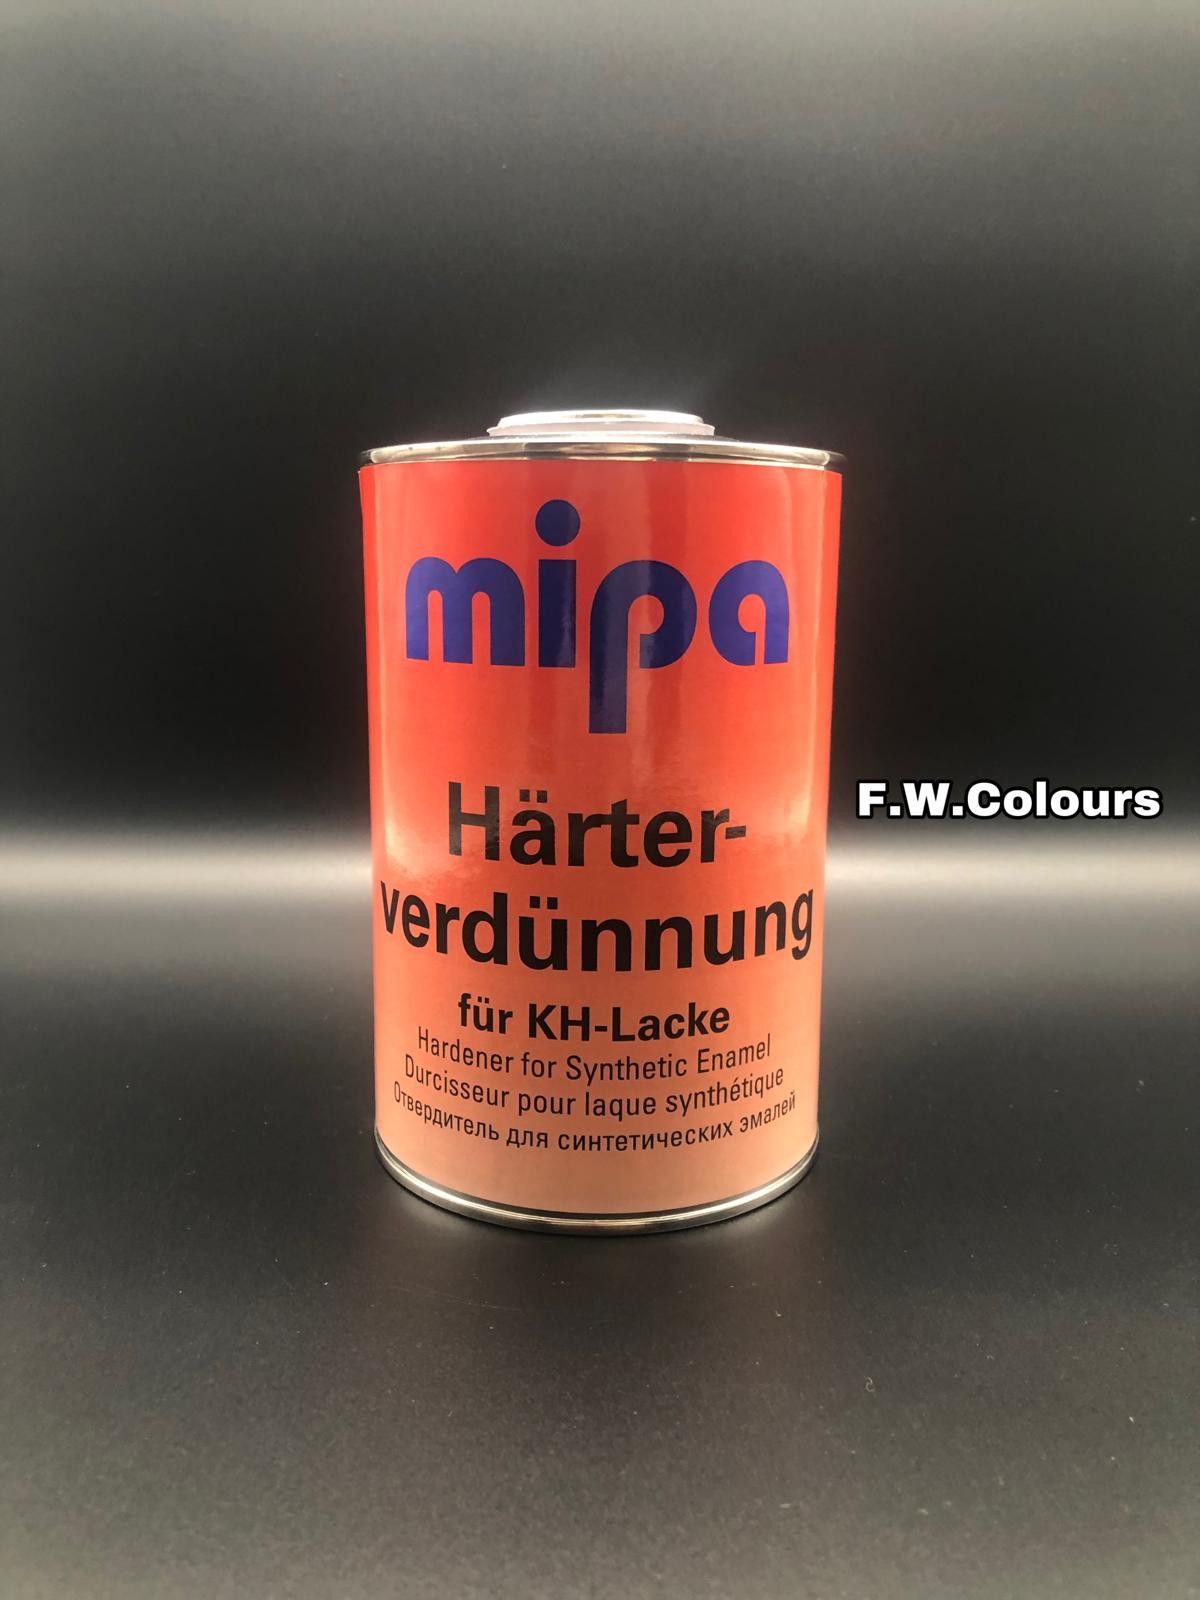 mipa
Härter-
verdünnung
für KH-Lacke
Hardener for Synthetic Enamel
Durcisseur pour laque synthétique
Отвердитель для синтетических эмалей
F.W.Colours